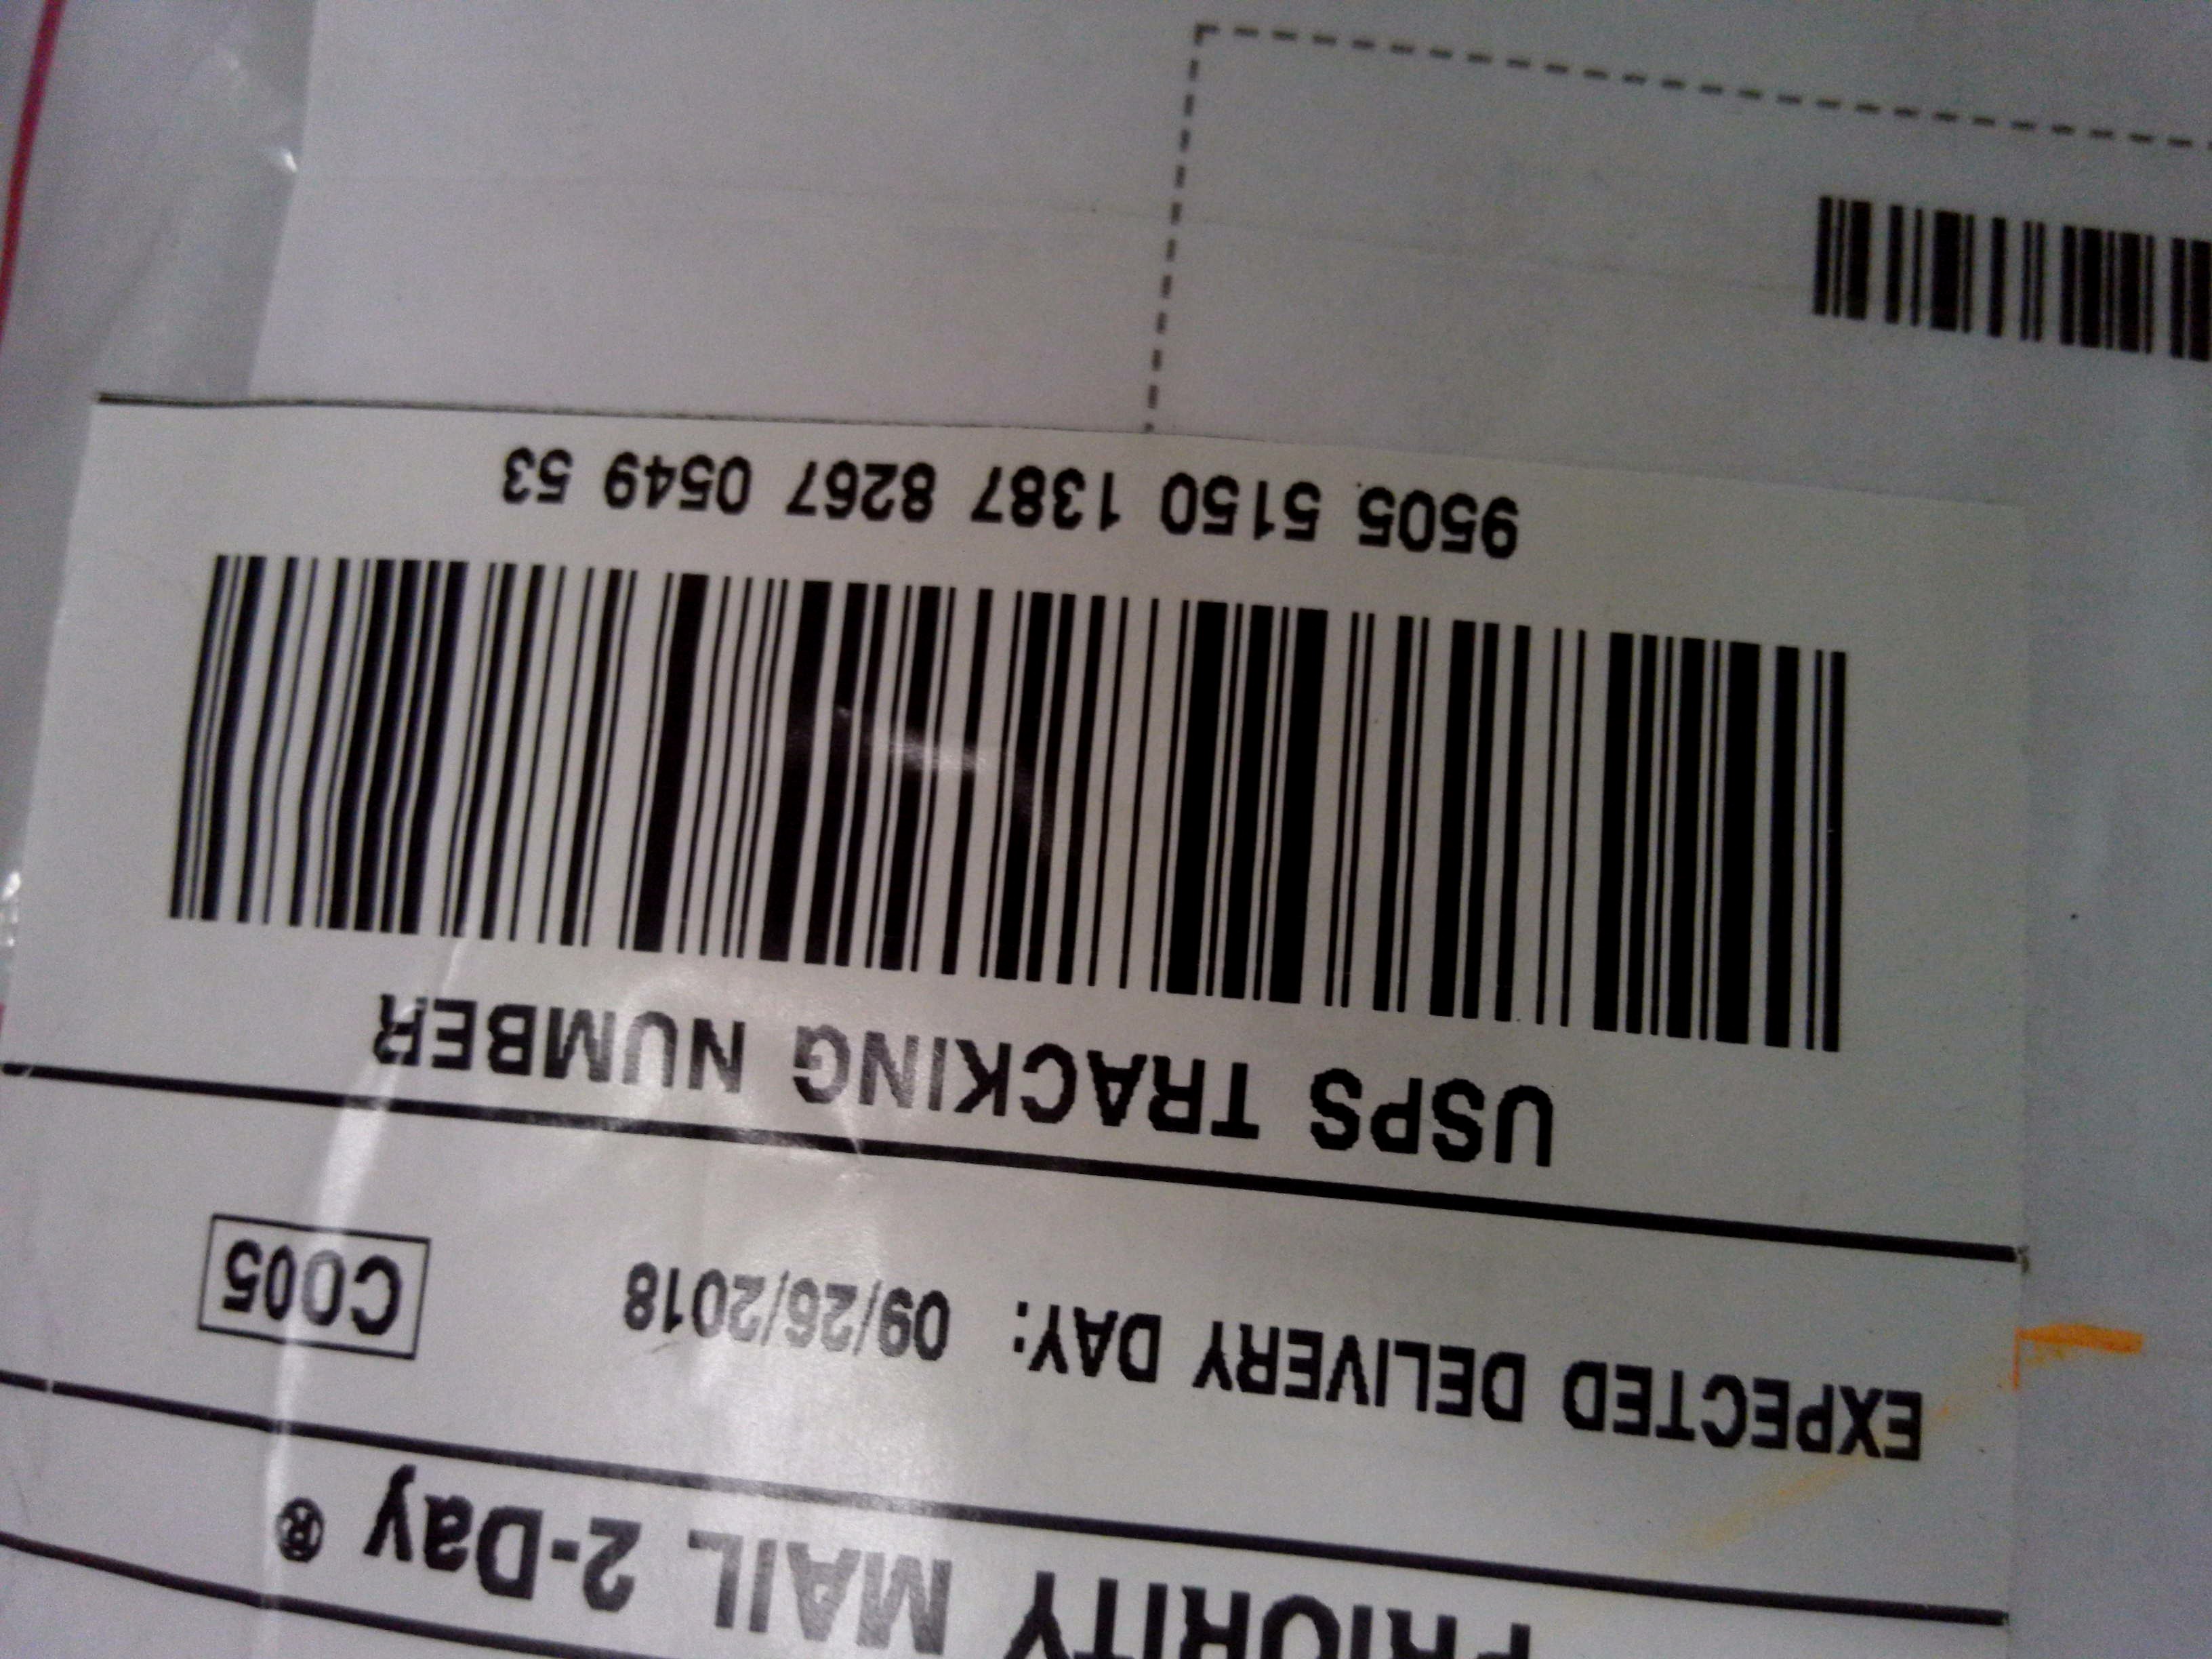 PRIORITY MAIL 2-Day ®
EXPECTED DELIVERY DAY: 09/26/2018
C005
USPS TRACKING NUMBER
9505 5150 1387 8267 0549 53